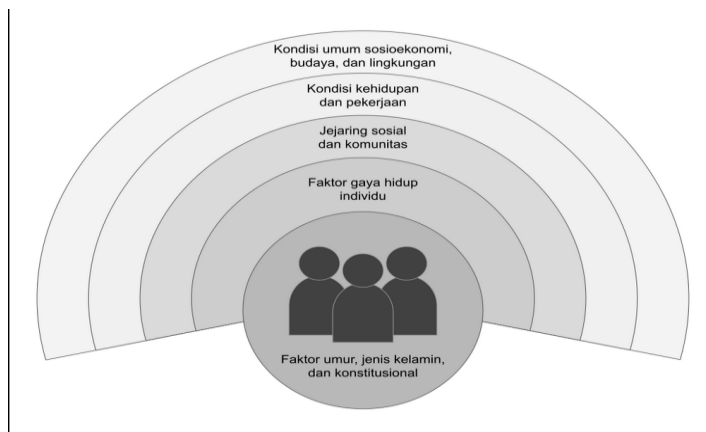 Kondisi umum sosioekonomi,
budaya, dan lingkungan
Kondisi kehidupan
dan pekerjaan
Jejaring sosial
dan komunitas
Faktor gaya hidup
individu
Faktor umur, jenis kelamin,
dan konstitusional